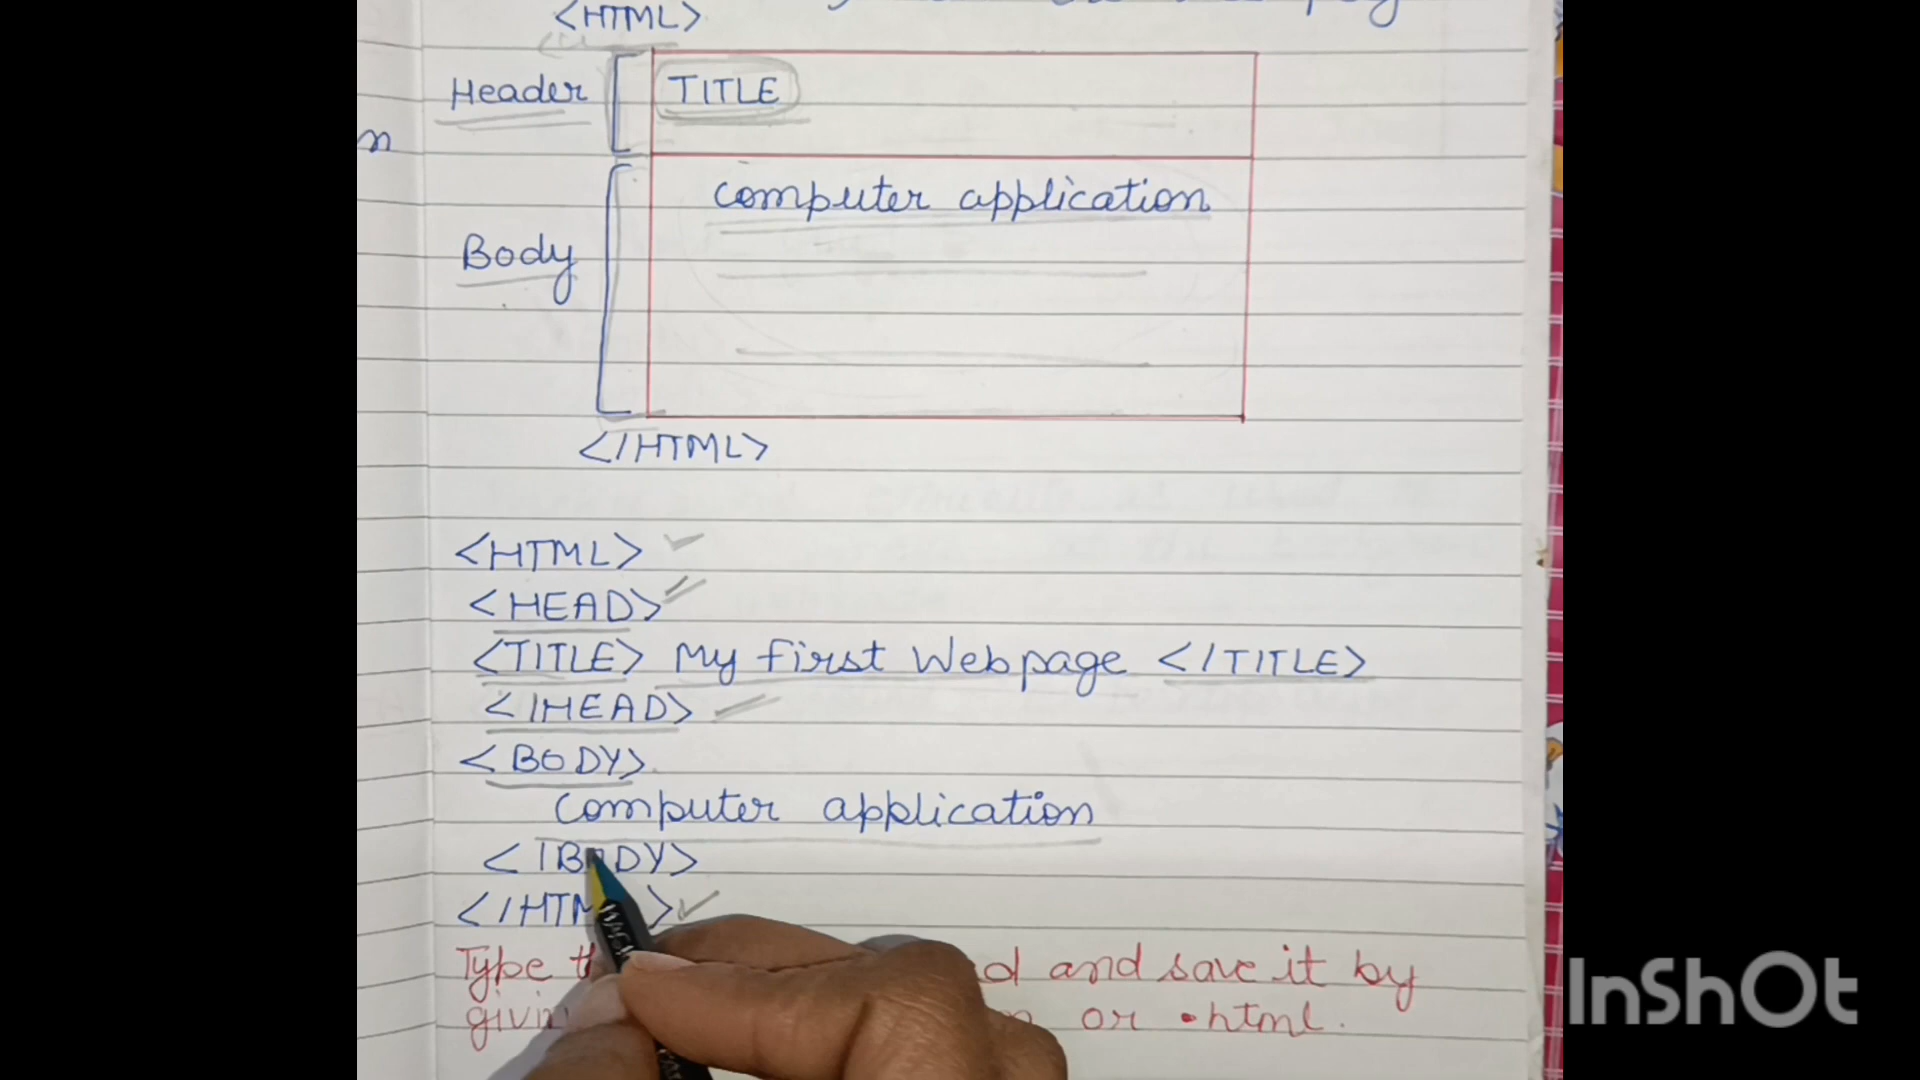 <HTML>
Header TITLE
n
computer application
Body
</HTML>
<HTML>
<HEAD>
<TITLE> My first Webpage </TITLE>
</HEAD>
<BODY>
Computer application
</BODY>
</HTML>
Type and save it by
or .html.
InShOt